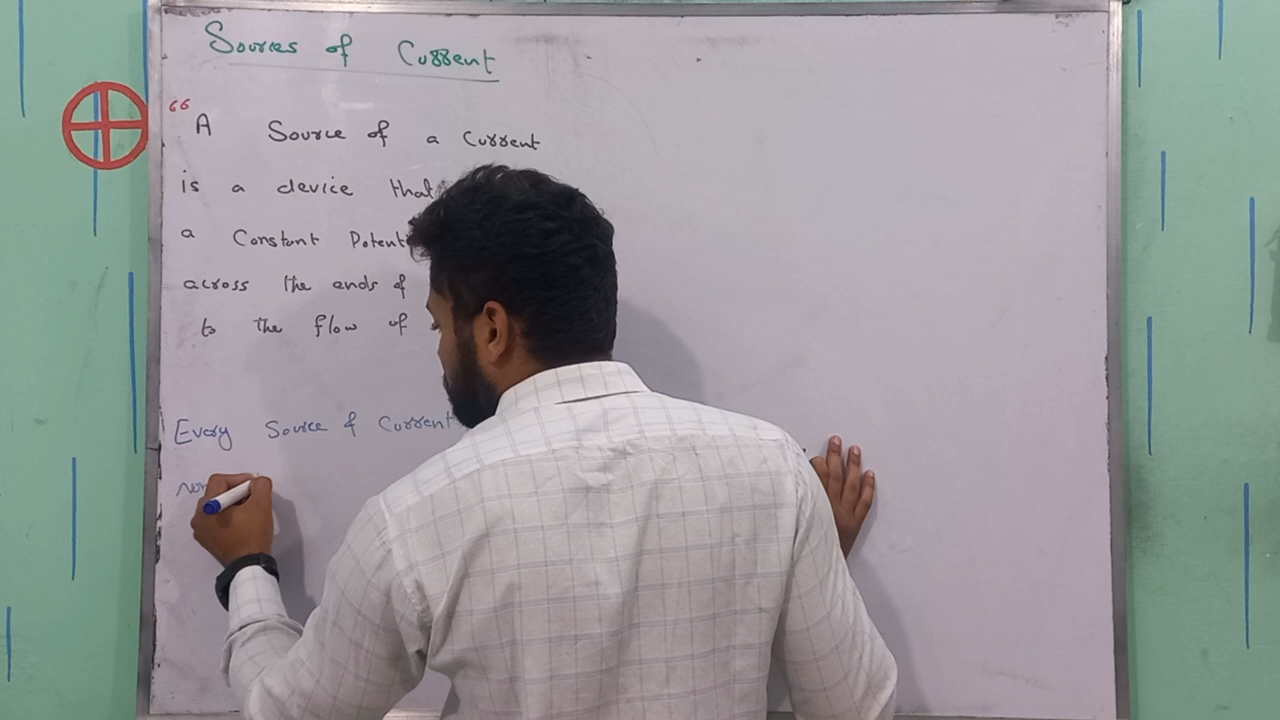 Sources of Current
“ A Source of a Current
is a device that
a Constant Potent
across the ends of
to the flow of
Every Source of Current